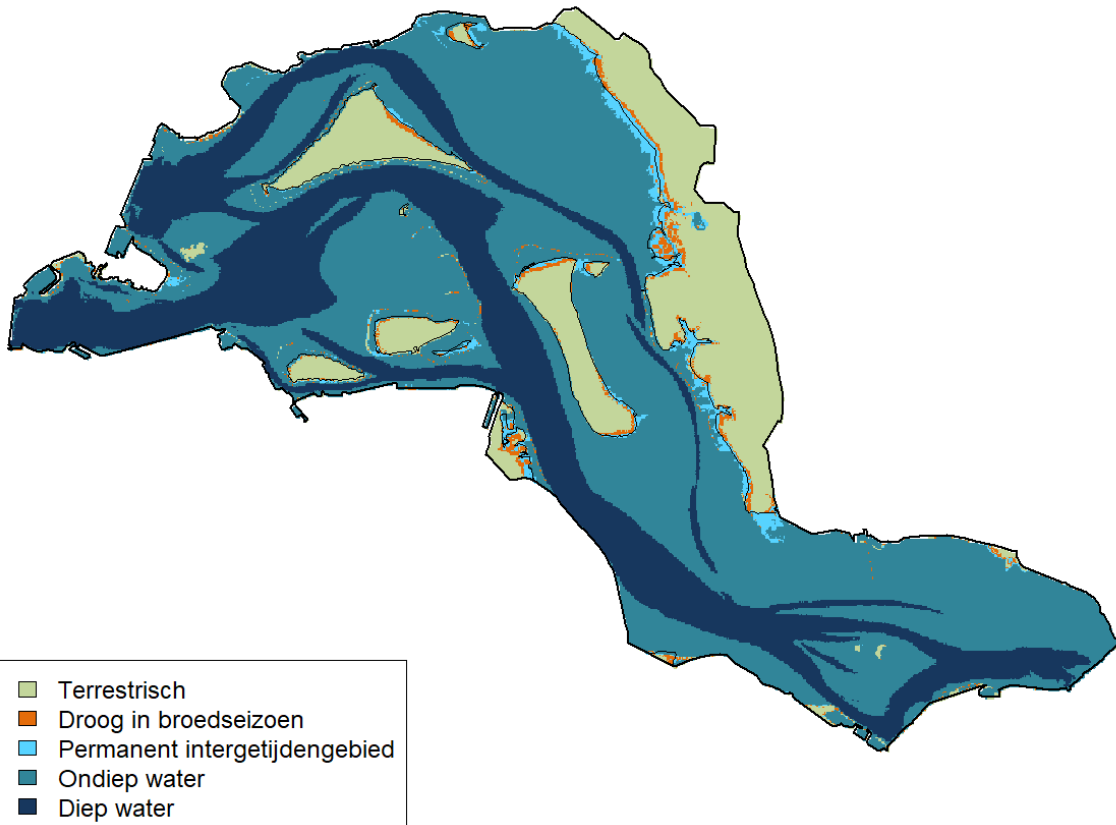 Terrestrisch
Droog in broedseizoen
Permanent intergetijdengebied
Ondiep water
Diep water